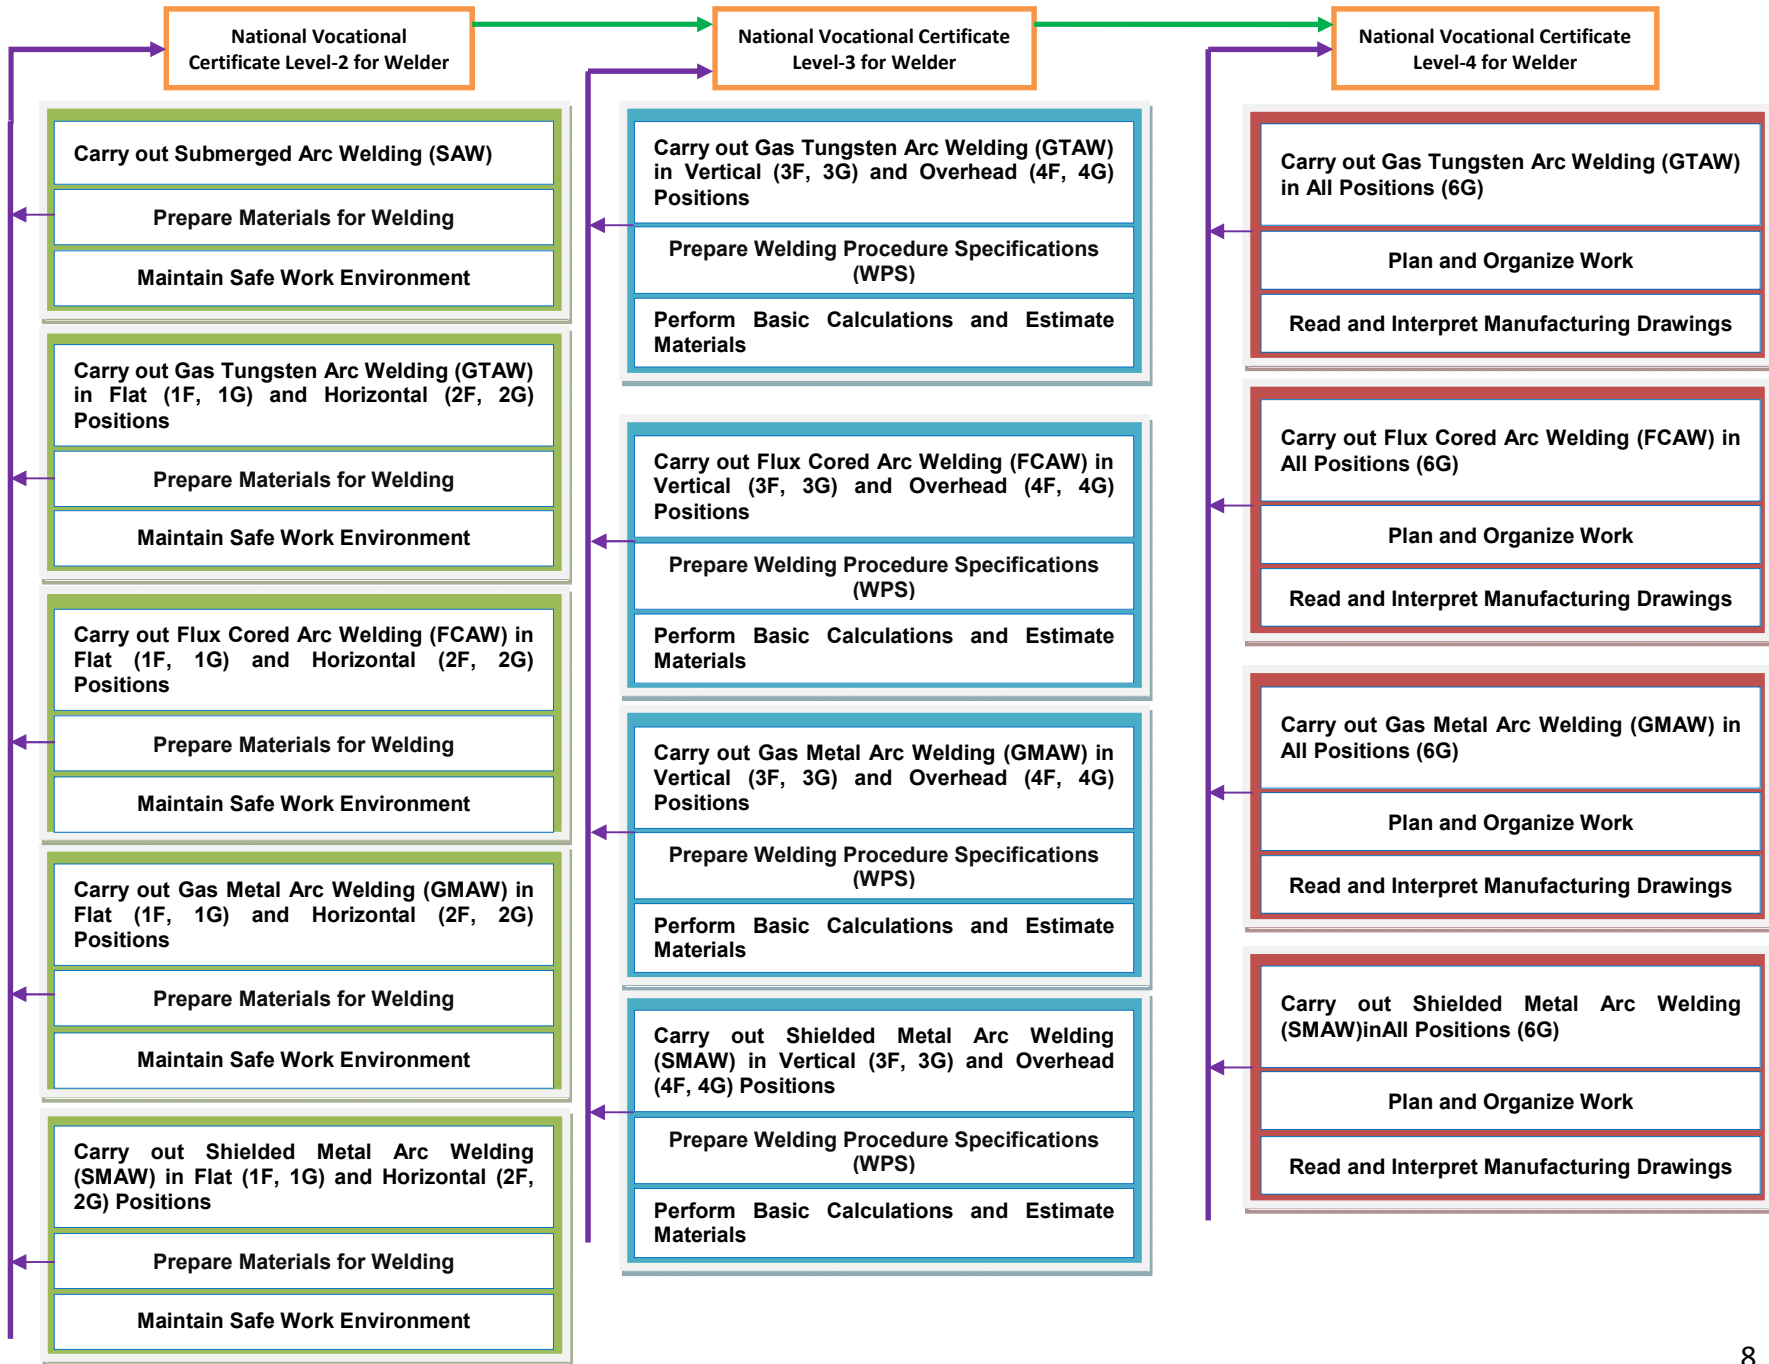 National Vocational
Certificate Level-2 for Welder
National Vocational Certificate
Level-3 for Welder
National Vocational Certificate
Level-4 for Welder
Carry out Submerged Arc Welding (SAW)
Prepare Materials for Welding
Maintain Safe Work Environment
Carry out Gas Tungsten Arc Welding (GTAW)
in Flat (1F, 1G) and Horizontal (2F, 2G)
Positions
Prepare Materials for Welding
Maintain Safe Work Environment
Carry out Flux Cored Arc Welding (FCAW) in
Flat (1F, 1G) and Horizontal (2F, 2G)
Positions
Prepare Materials for Welding
Maintain Safe Work Environment
Carry out Gas Metal Arc Welding (GMAW) in
Flat (1F, 1G) and Horizontal (2F, 2G)
Positions
Prepare Materials for Welding
Maintain Safe Work Environment
Carry out Shielded Metal Arc Welding
(SMAW) in Flat (1F, 1G) and Horizontal (2F,
2G) Positions
Prepare Materials for Welding
Maintain Safe Work Environment
Carry out Gas Tungsten Arc Welding (GTAW)
in Vertical (3F, 3G) and Overhead (4F, 4G)
Positions
Prepare Welding Procedure Specifications
(WPS)
Perform Basic Calculations and Estimate
Materials
Carry out Flux Cored Arc Welding (FCAW) in
Vertical (3F, 3G) and Overhead (4F, 4G)
Positions
Prepare Welding Procedure Specifications
(WPS)
Perform Basic Calculations and Estimate
Materials
Carry out Gas Metal Arc Welding (GMAW) in
Vertical (3F, 3G) and Overhead (4F, 4G)
Positions
Prepare Welding Procedure Specifications
(WPS)
Perform Basic Calculations and Estimate
Materials
Carry out Shielded Metal Arc Welding
(SMAW) in Vertical (3F, 3G) and Overhead
(4F, 4G) Positions
Prepare Welding Procedure Specifications
(WPS)
Perform Basic Calculations and Estimate
Materials
Carry out Gas Tungsten Arc Welding (GTAW)
in All Positions (6G)
Plan and Organize Work
Read and Interpret Manufacturing Drawings
Carry out Flux Cored Arc Welding (FCAW) in
All Positions (6G)
Plan and Organize Work
Read and Interpret Manufacturing Drawings
Carry out Gas Metal Arc Welding (GMAW) in
All Positions (6G)
Plan and Organize Work
Read and Interpret Manufacturing Drawings
Carry out Shielded Metal Arc Welding
(SMAW)inAll Positions (6G)
Plan and Organize Work
Read and Interpret Manufacturing Drawings
8